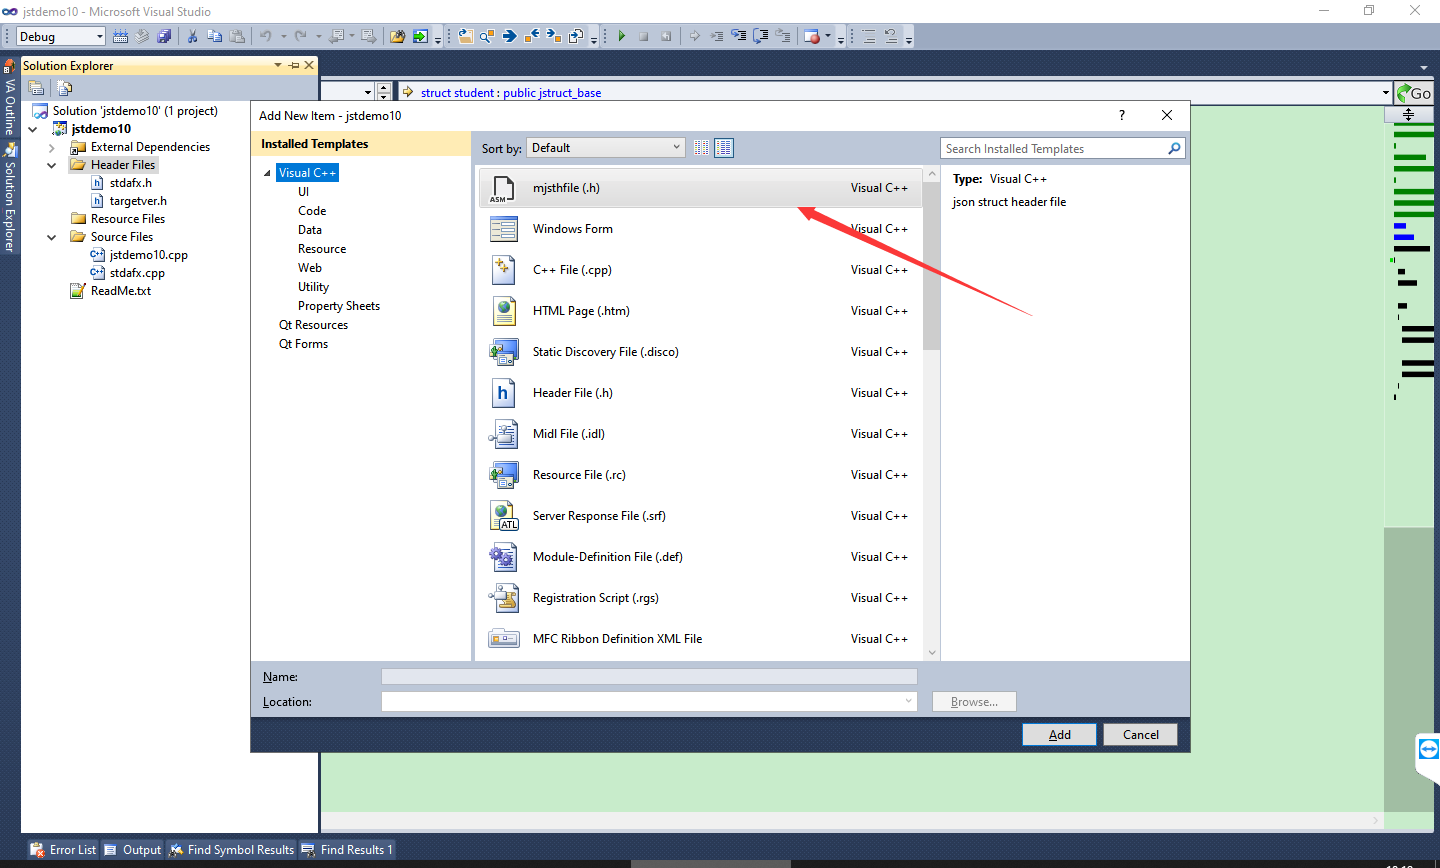 jstdemo10 - Microsoft Visual Studio
Debug
Solution Explorer
VA Outline
Solution Explorer
Solution 'jstdemo10' (1 project)
jstdemo10
External Dependencies
Header Files
stdafx.h
targetver.h
Resource Files
Source Files
jstdemo10.cpp
stdafx.cpp
ReadMe.txt
struct student : public jstruct_base
Go
Add New Item - jstdemo10
?
Installed Templates
Visual C++
UI
Code
Data
Resource
Web
Utility
Property Sheets
Qt Resources
Qt Forms
Sort by: Default
Search Installed Templates
ASM mjsthfile (.h) Visual C++
Windows Form Visual C++
C++ File (.cpp) Visual C++
HTML Page (.htm) Visual C++
Static Discovery File (.disco) Visual C++
Header File (.h) Visual C++
Midl File (.idl) Visual C++
Resource File (.rc) Visual C++
ATL Server Response File (.srf) Visual C++
Module-Definition File (.def) Visual C++
Registration Script (.rgs) Visual C++
MFC Ribbon Definition XML File Visual C++
Type: Visual C++
json struct header file
Name:
Location:
Browse...
Add
Cancel
Error List
Output
Find Symbol Results
Find Results 1